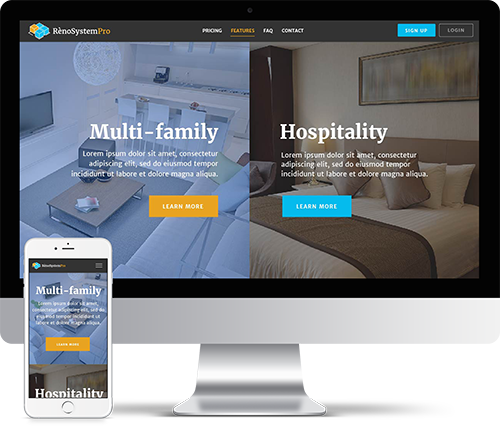 RènoSystemPro
PRICING FEATURES FAQ CONTACT
SIGN UP LOGIN
Multi-family
Lorem ipsum dolor sit amet, consectetur
adipiscing elit, sed do eiusmod tempor
incididunt ut labore et dolore magna aliqua.
LEARN MORE
Hospitality
Lorem ipsum dolor sit amet, consectetur
adipiscing elit, sed do eiusmod tempor
incididunt ut labore et dolore magna aliqua.
LEARN MORE
RènoSystemPro
Multi-family
Lorem ipsum dolor sit amet, consectetur
adipiscing elit, sed do eiusmod tempor
incididunt ut labore et dolore magna
aliqua.
LEARN MORE
Hospitality